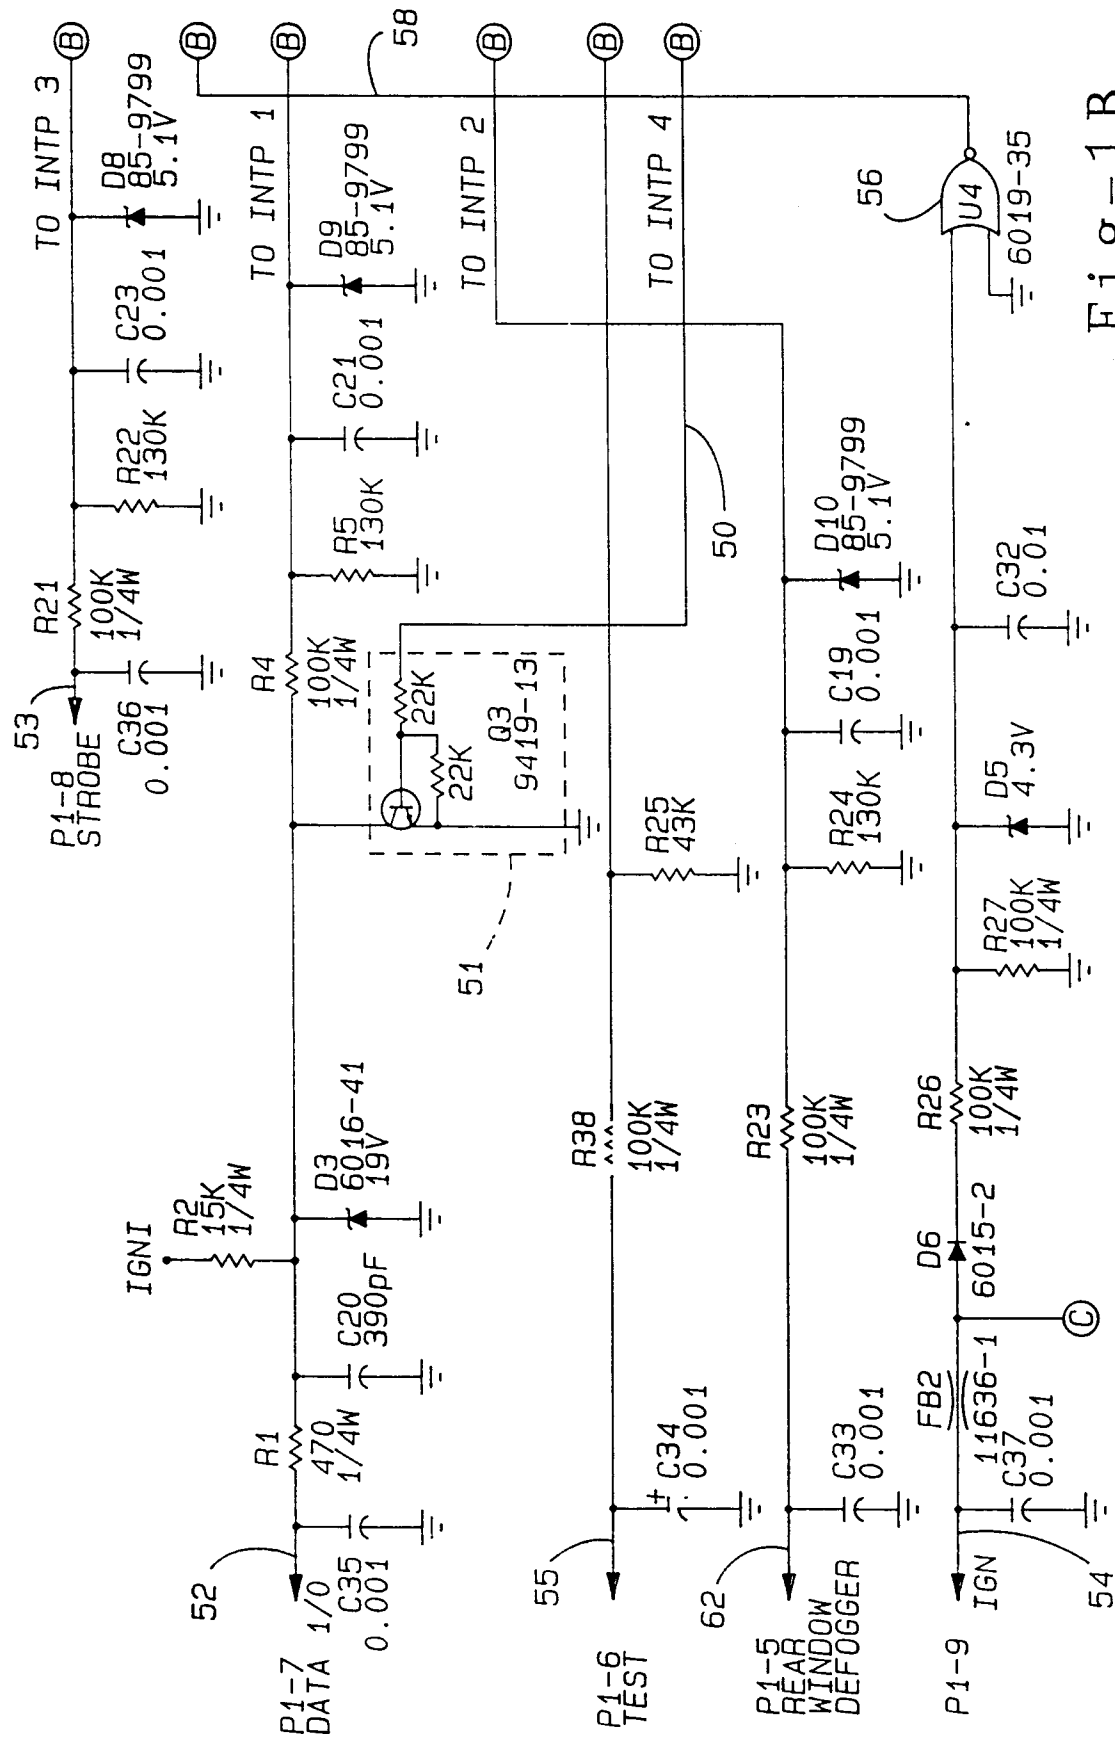 P1-8
STROBE
53
C36
0.001
R21
100K
1/4W
R22
130K
C23
0.001
TO INTP 3
D8
85-9799
5.1V
B
B
P1-7
DATA 1/0
52
C35
0.001
R1
470
1/4W
C20
390pF
IGNI
R2
15K
1/4W
D3
6016-41
19V
R4
100K
1/4W
R5
130K
C21
0.001
TO INTP 1
D9
85-9799
5.1V
B
58
51
22K
22K
Q3
9419-13
TO INTP 2
B
P1-6
TEST
55
+
C34
0.001
R38
100K
1/4W
R25
43K
B
TO INTP 4
B
50
P1-5
REAR
WINDOW
DEFOGGER
62
C33
0.001
R23
100K
1/4W
R24
130K
C19
0.001
D10
85-9799
5.1V
P1-9
IGN
54
C37
0.001
FB2
11636-1
C
D6
6015-2
R26
100K
1/4W
R27
100K
1/4W
D5
4.3V
C32
0.01
56
U4
6019-35
Fig-1B